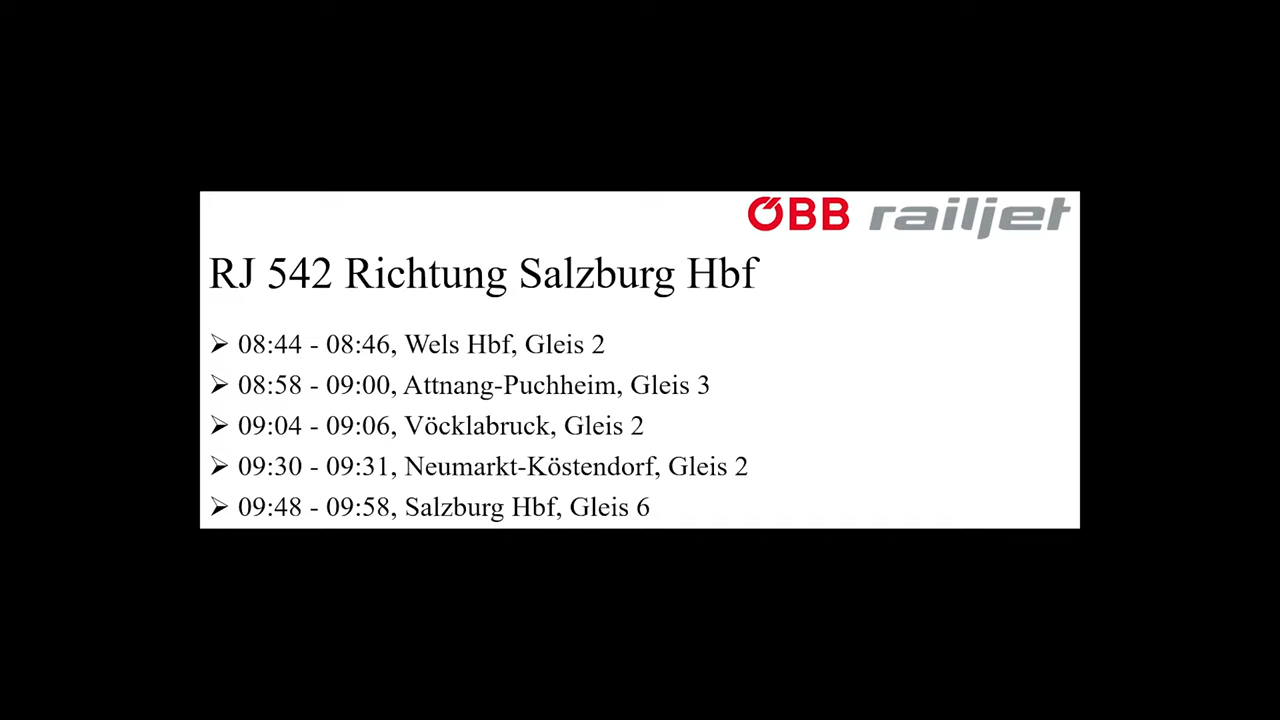 ÖBB railjet
RJ 542 Richtung Salzburg Hbf
➢ 08:44 - 08:46, Wels Hbf, Gleis 2
➢ 08:58 - 09:00, Attnang-Puchheim, Gleis 3
➢ 09:04 - 09:06, Vöcklabruck, Gleis 2
➢ 09:30 - 09:31, Neumarkt-Köstendorf, Gleis 2
➢ 09:48 - 09:58, Salzburg Hbf, Gleis 6